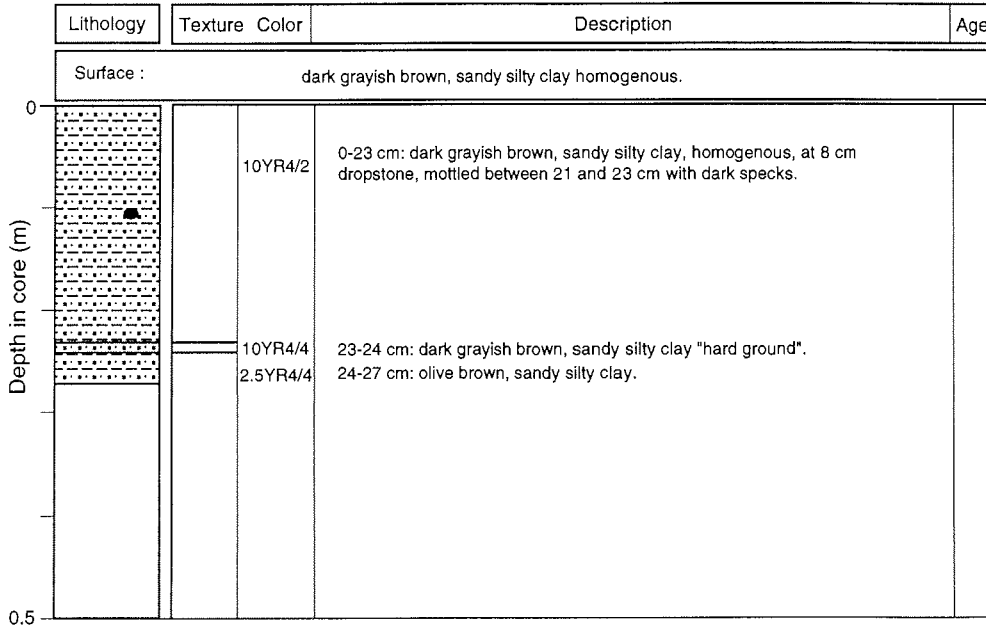 Lithology Texture Color Description Age
Surface : dark grayish brown, sandy silty clay homogenous.
0
10YR4/2 0-23 cm: dark grayish brown, sandy silty clay, homogenous, at 8 cm
dropstone, mottled between 21 and 23 cm with dark specks.
Depth in core (m)
10YR4/4 23-24 cm: dark grayish brown, sandy silty clay "hard ground".
2.5YR4/4 24-27 cm: olive brown, sandy silty clay.
0.5